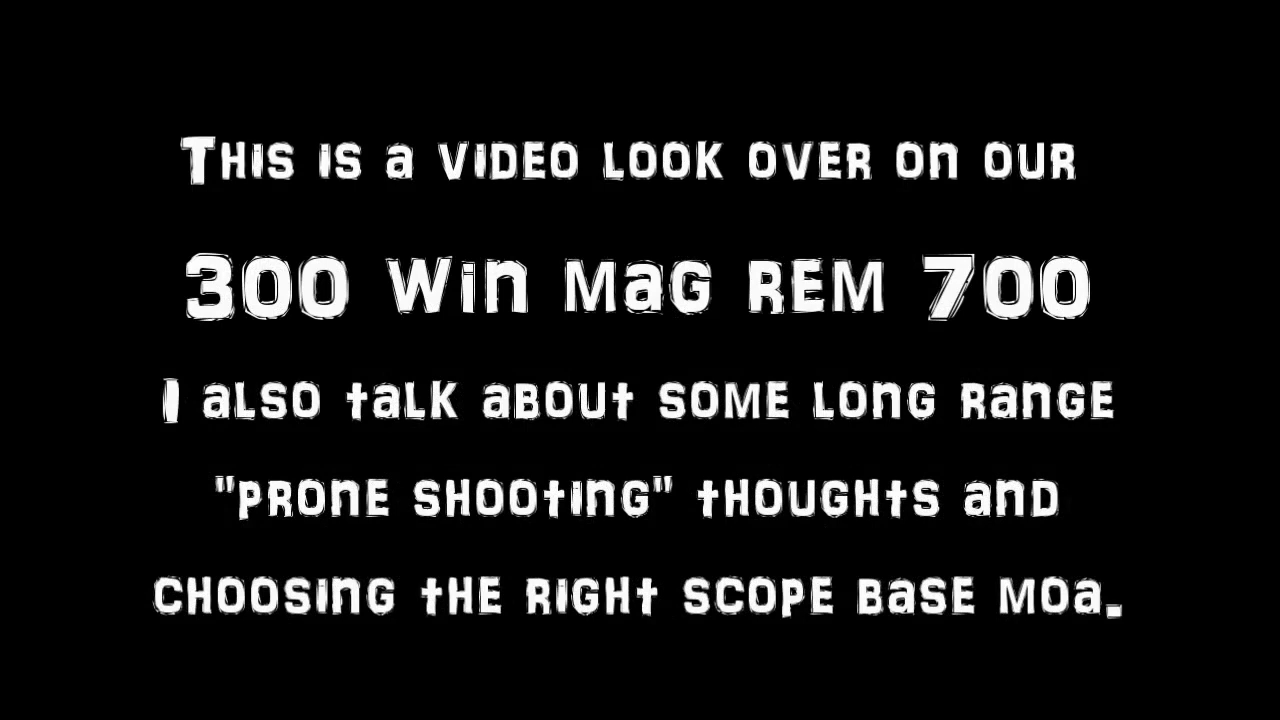 This is a video look over on our
300 Win Mag Rem 700
I also talk about some long range
"prone shooting" thoughts and
choosing the right scope base moa.